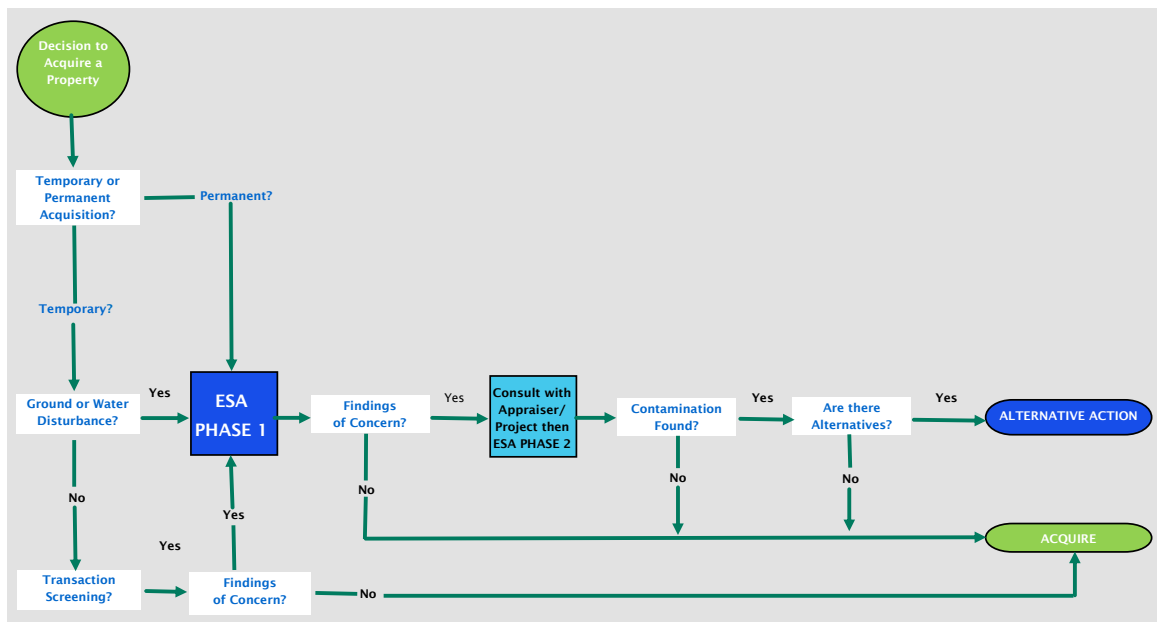 Decision to
Acquire a
Property
Temporary or
Permanent
Acquisition?
Permanent?
Temporary?
Ground or Water
Disturbance?
Yes
ESA
PHASE 1
Findings
of Concern?
Yes
Consult with
Appraiser/
Project then
ESA PHASE 2
Contamination
Found?
Yes
Are there
Alternatives?
Yes
ALTERNATIVE ACTION
No
No
No
No
Yes
Yes
ACQUIRE
Transaction
Screening?
Findings
of Concern?
No